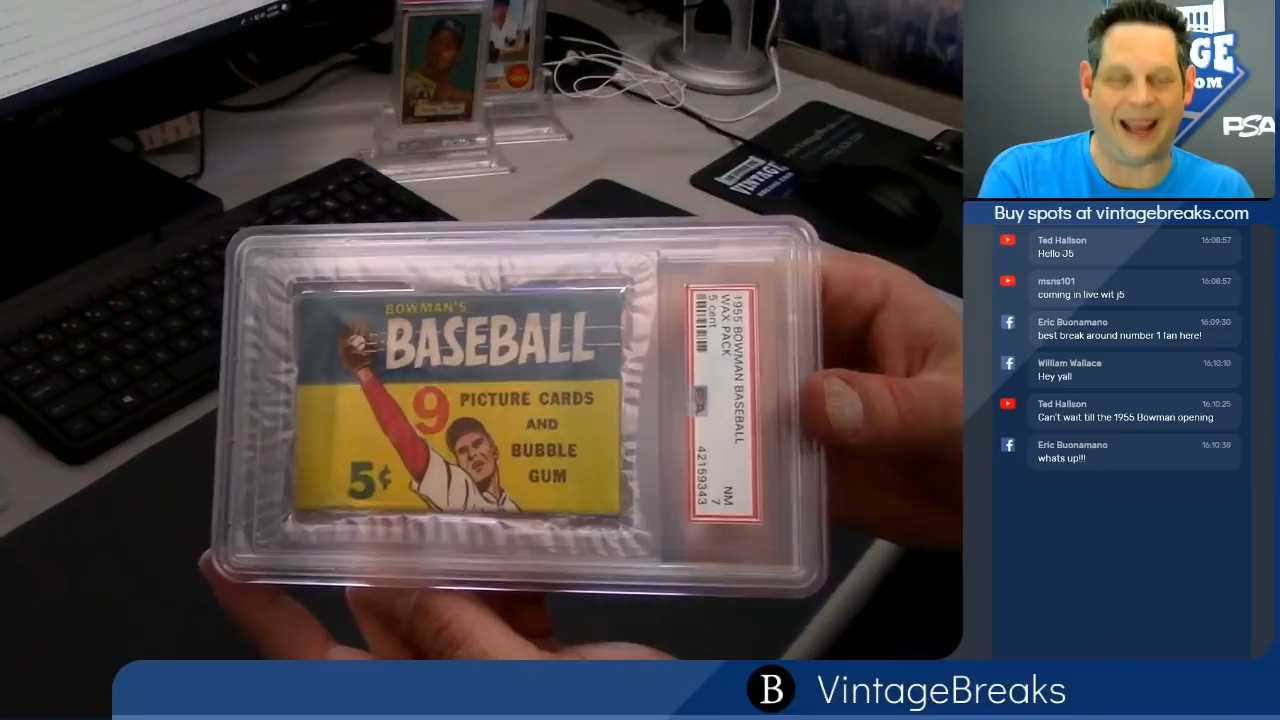 BOWMAN'S
BASEBALL
9 PICTURE CARDS
AND
BUBBLE
GUM
5¢
1955 BOWMAN BASEBALL
WAX PACK
5 cent
NM
7
42159343
VINTAGE
GE
OM
PSA
Buy spots at vintagebreaks.com
Ted Hallson 16:08:57
Hello J5
msns101 16:08:57
coming in live wit j5
Eric Buonamano 16:09:30
best break around number 1 fan here!
William Wallace 16:10:10
Hey yall
Ted Hallson 16:10:25
Can't wait till the 1955 Bowman opening
Eric Buonamano 16:10:38
whats up!!!
B VintageBreaks